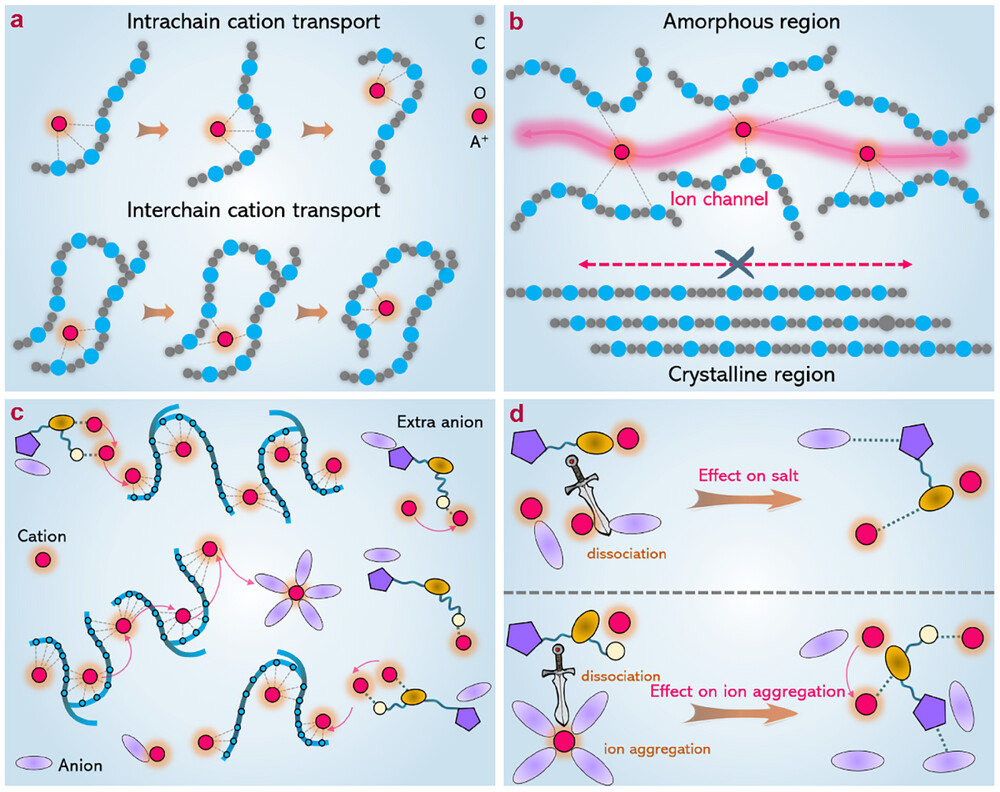 a
Intrachain cation transport
C
O
A+
Interchain cation transport
b
Amorphous region
Ion channel
Crystalline region
c
Extra anion
Cation
Anion
d
Effect on salt
dissociation
dissociation
Effect on ion aggregation
ion aggregation